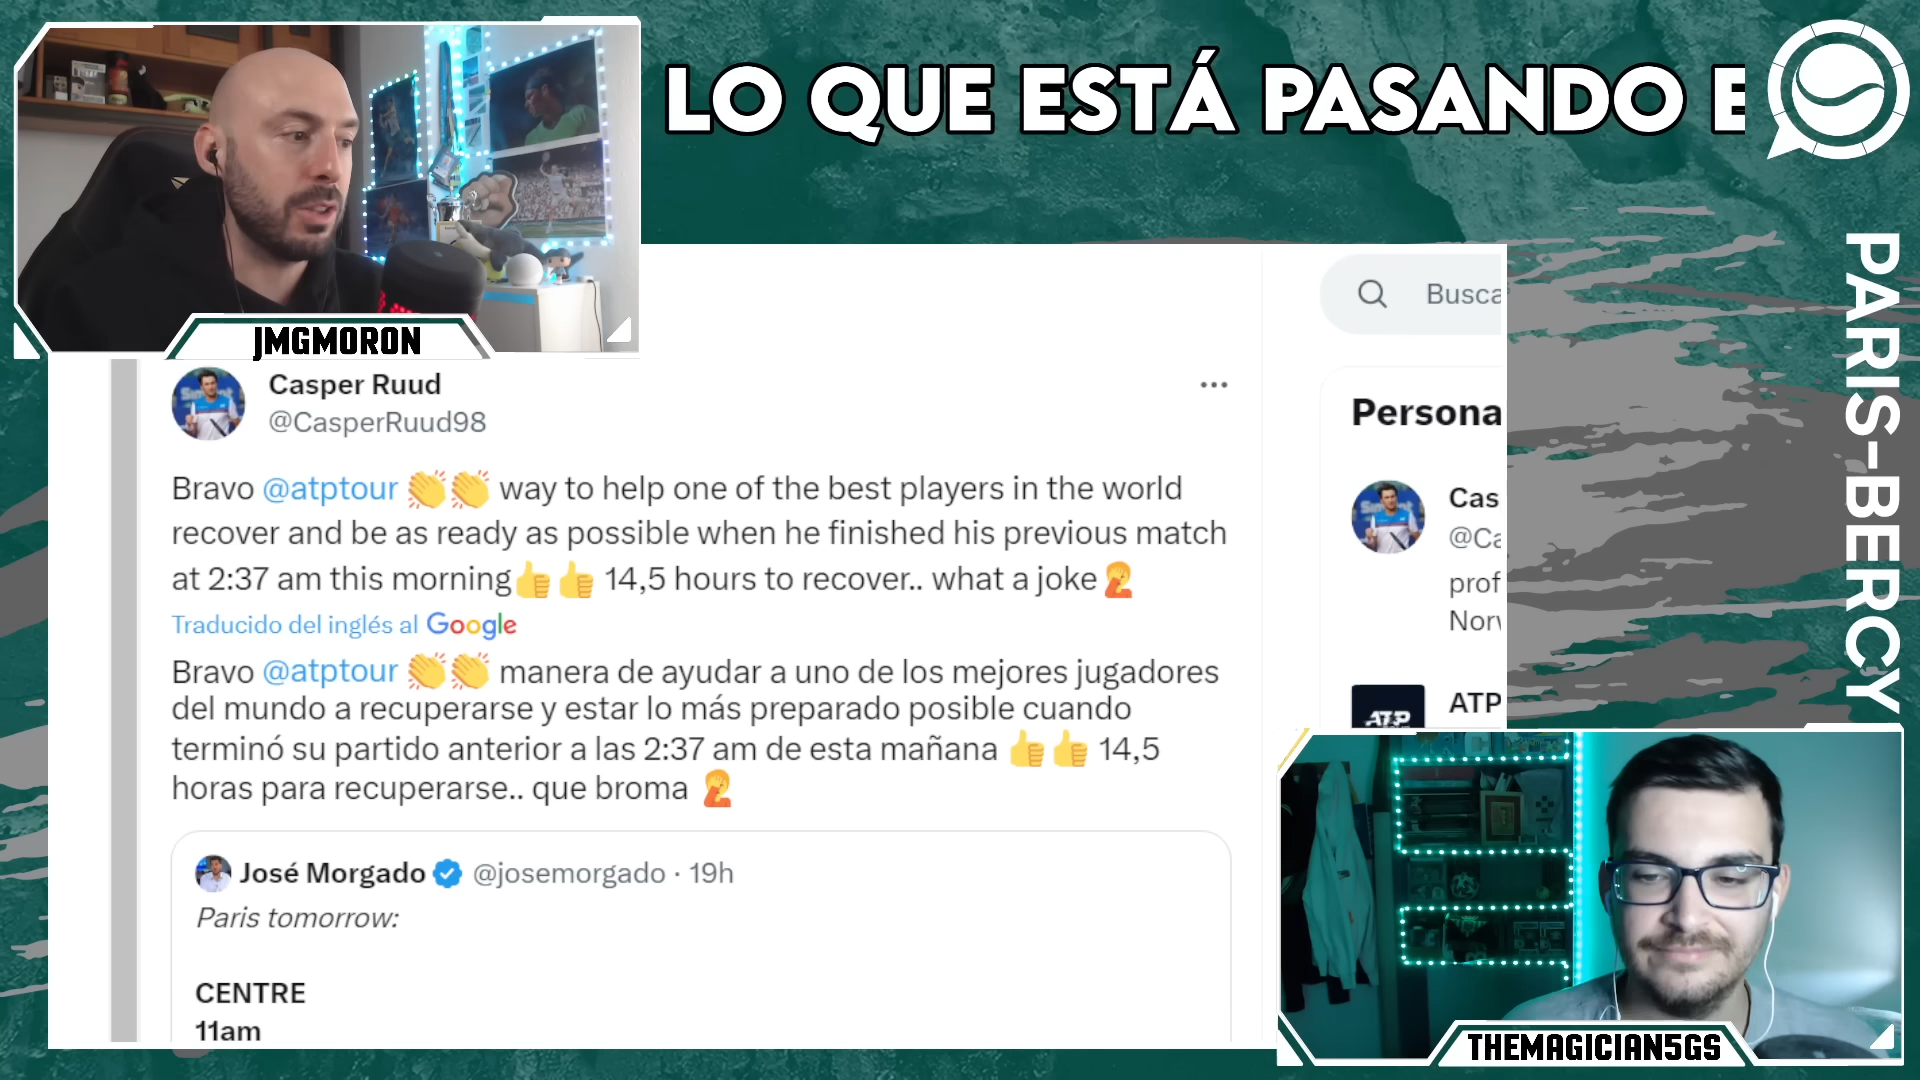 LO QUE ESTÁ PASANDO E
PARIS-BERCY
JMGMORON
Busca
Casper Ruud
@CasperRuud98
Bravo @atptour 👏👏 way to help one of the best players in the world
recover and be as ready as possible when he finished his previous match
at 2:37 am this morning👍👍 14,5 hours to recover.. what a joke🤦
Traducido del inglés al Google
Bravo @atptour 👏👏 manera de ayudar a uno de los mejores jugadores
del mundo a recuperarse y estar lo más preparado posible cuando
terminó su partido anterior a las 2:37 am de esta mañana 👍👍 14,5
horas para recuperarse.. que broma 🤦
José Morgado @josemorgado · 19h
Paris tomorrow:
CENTRE
11am
Persona
Cas
@Ca
prof
Norw
ATP
ATP
THEMAGICIAN5GS